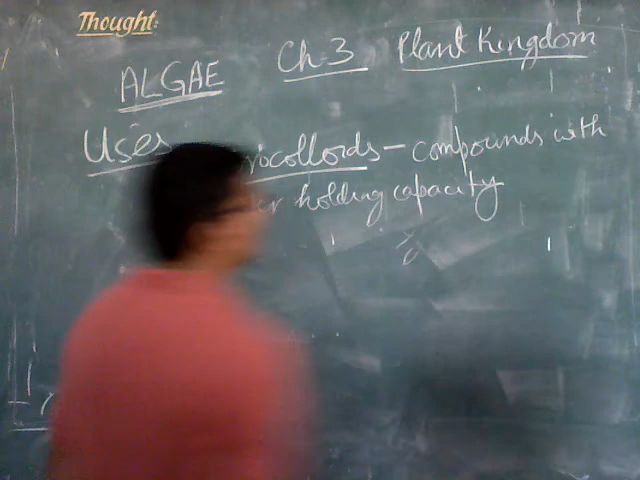 Thought:
Ch. 3 Plant Kingdom
ALGAE
Uses - compounds with
holding capacity